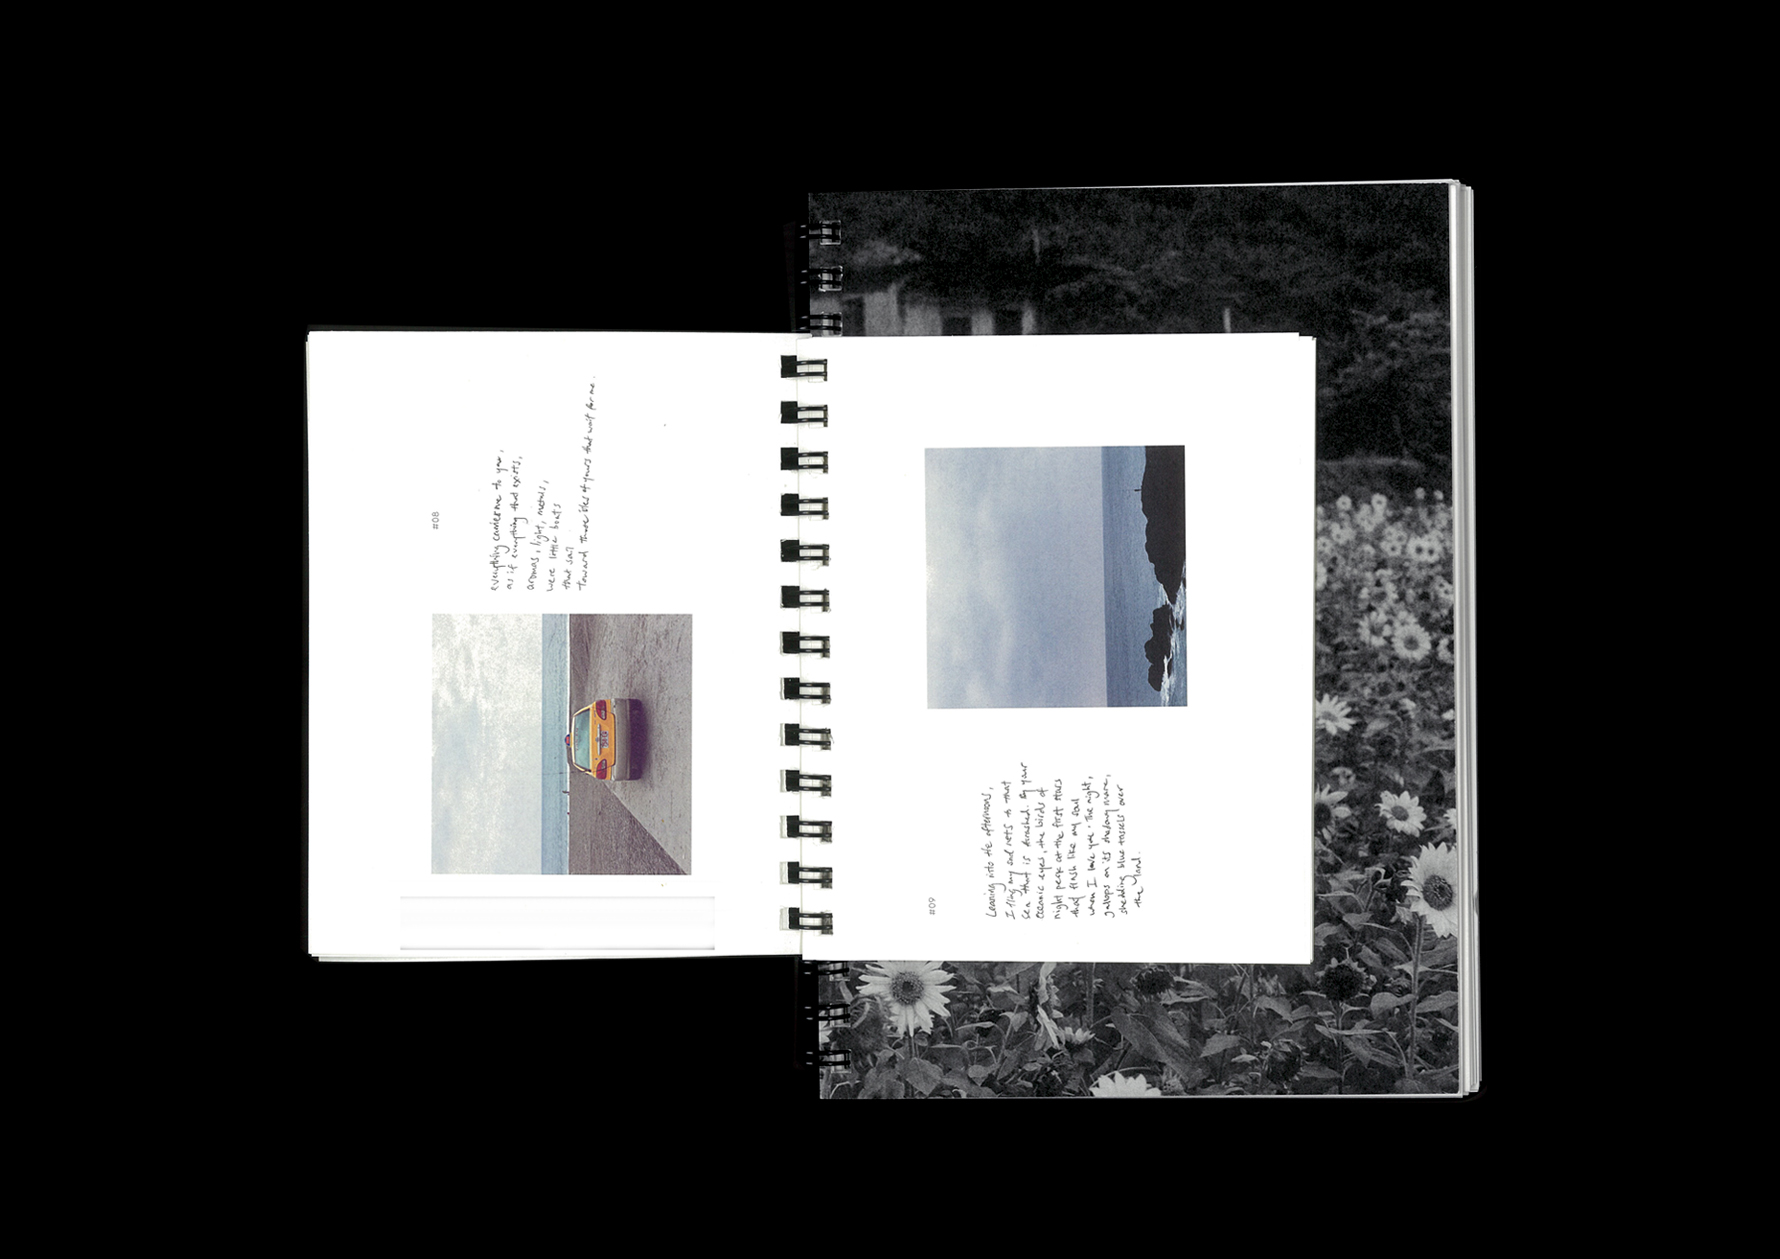 #08
everything carries me to you,
as if everything that exists,
aromas, light, metals,
were little boats
that sail
toward those isles of yours that wait for me.
#09
Leaning into the afternoons,
I fling my sad nets to that
sea that is thrashed. By your
oceanic eyes, the birds of
night peck at the first stars
that flash like my soul
when I love you. The night,
gallops on its shadowy mare,
shedding blue tassels over
the land.